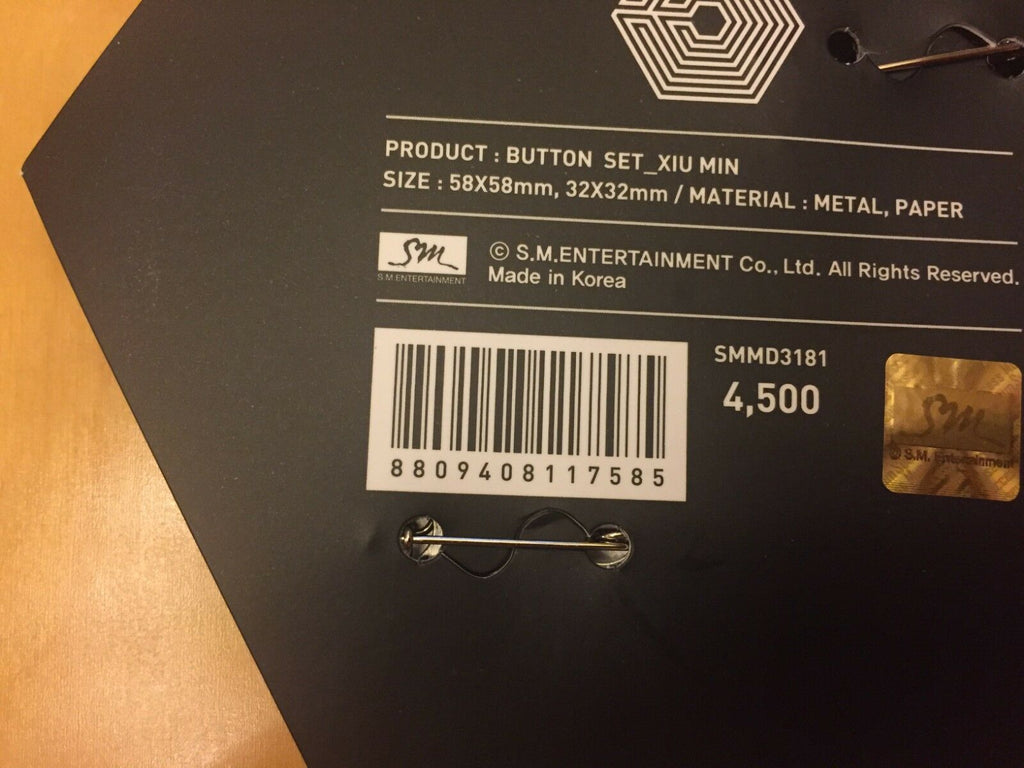 PRODUCT : BUTTON SET_XIU MIN
SIZE : 58X58mm, 32X32mm / MATERIAL : METAL, PAPER
Sm
S.M.ENTERTAINMENT
© S.M.ENTERTAINMENT Co., Ltd. All Rights Reserved.
Made in Korea
SMMD3181
4,500
8809408117585
Sm
© S.M. Entertainment